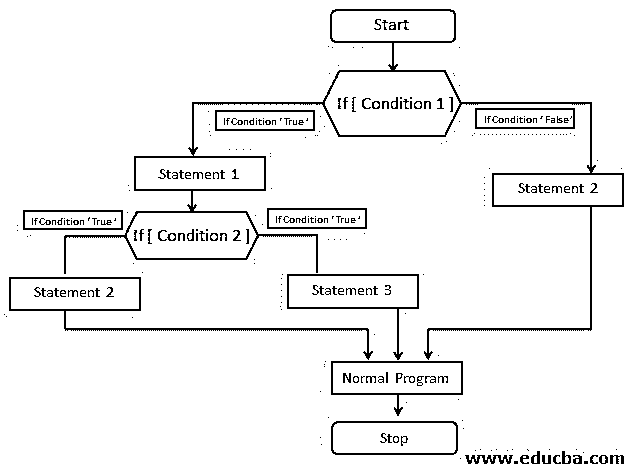 Start
If [ Condition 1 ]
If Condition ‘ True ‘
If Condition ‘ False’
Statement 1
Statement 2
If Condition ‘ True ‘
If Condition ‘ True ‘
If [ Condition 2 ]
Statement 2
Statement 3
Normal Program
Stop
www.educba.com